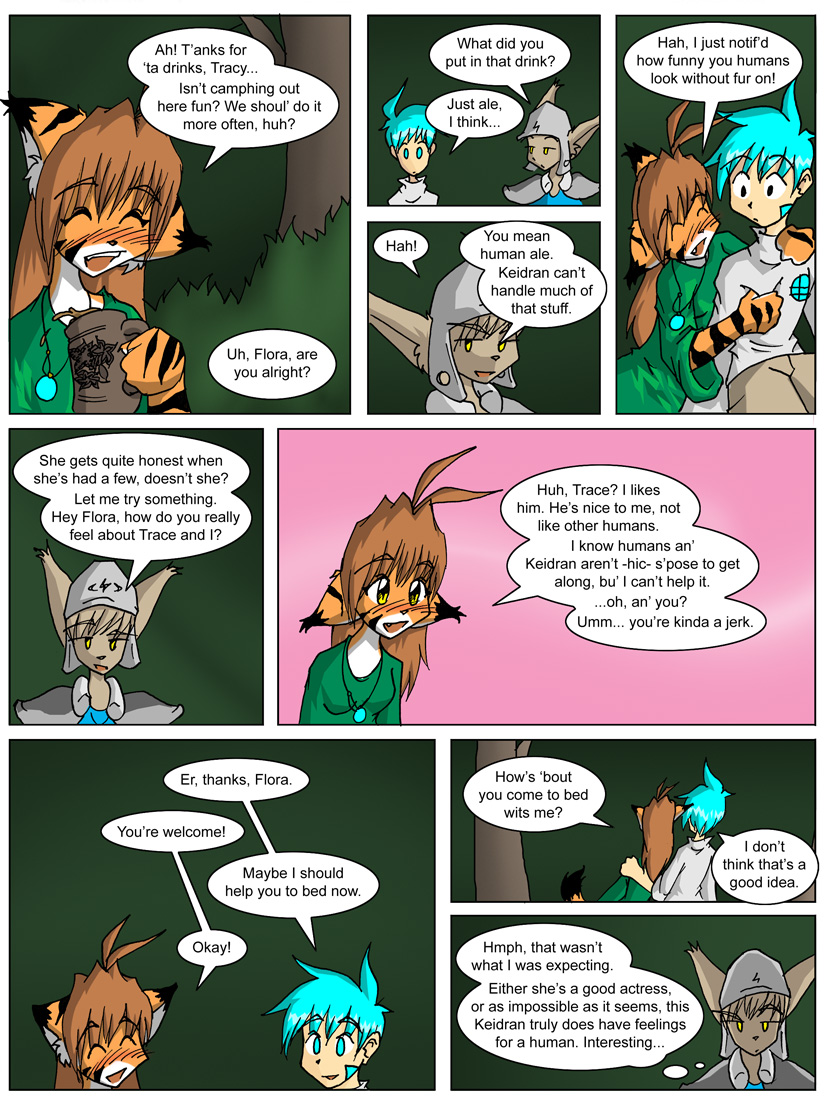 Ah! T'anks for
'ta drinks, Tracy...
Isn't camphing out
here fun? We shoul' do it
more often, huh?
Uh, Flora, are
you alright?
What did you
put in that drink?
Just ale,
I think...
Hah!
You mean
human ale.
Keidran can't
handle much of
that stuff.
Hah, I just notif'd
how funny you humans
look without fur on!
She gets quite honest when
she's had a few, doesn't she?
Let me try something.
Hey Flora, how do you really
feel about Trace and I?
Huh, Trace? I likes
him. He's nice to me, not
like other humans.
I know humans an'
Keidran aren't -hic- s'pose to get
along, bu' I can't help it.
...oh, an' you?
Umm... you're kinda a jerk.
Er, thanks, Flora.
You're welcome!
Maybe I should
help you to bed now.
Okay!
How's 'bout
you come to bed
wits me?
I don't
think that's a
good idea.
Hmph, that wasn't
what I was expecting.
Either she's a good actress,
or as impossible as it seems, this
Keidran truly does have feelings
for a human. Interesting...